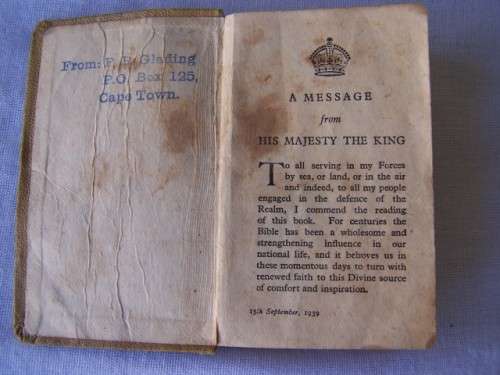 From: F. B. Glading
P.O. Box 125,
Cape Town.
A MESSAGE
from
HIS MAJESTY THE KING
To all serving in my Forces
by sea, or land, or in the air
and indeed, to all my people
engaged in the defence of the
Realm, I commend the reading
of this book. For centuries the
Bible has been a wholesome and
strengthening influence in our
national life, and it behoves us in
these momentous days to turn with
renewed faith to this Divine source
of comfort and inspiration.
15th September, 1939